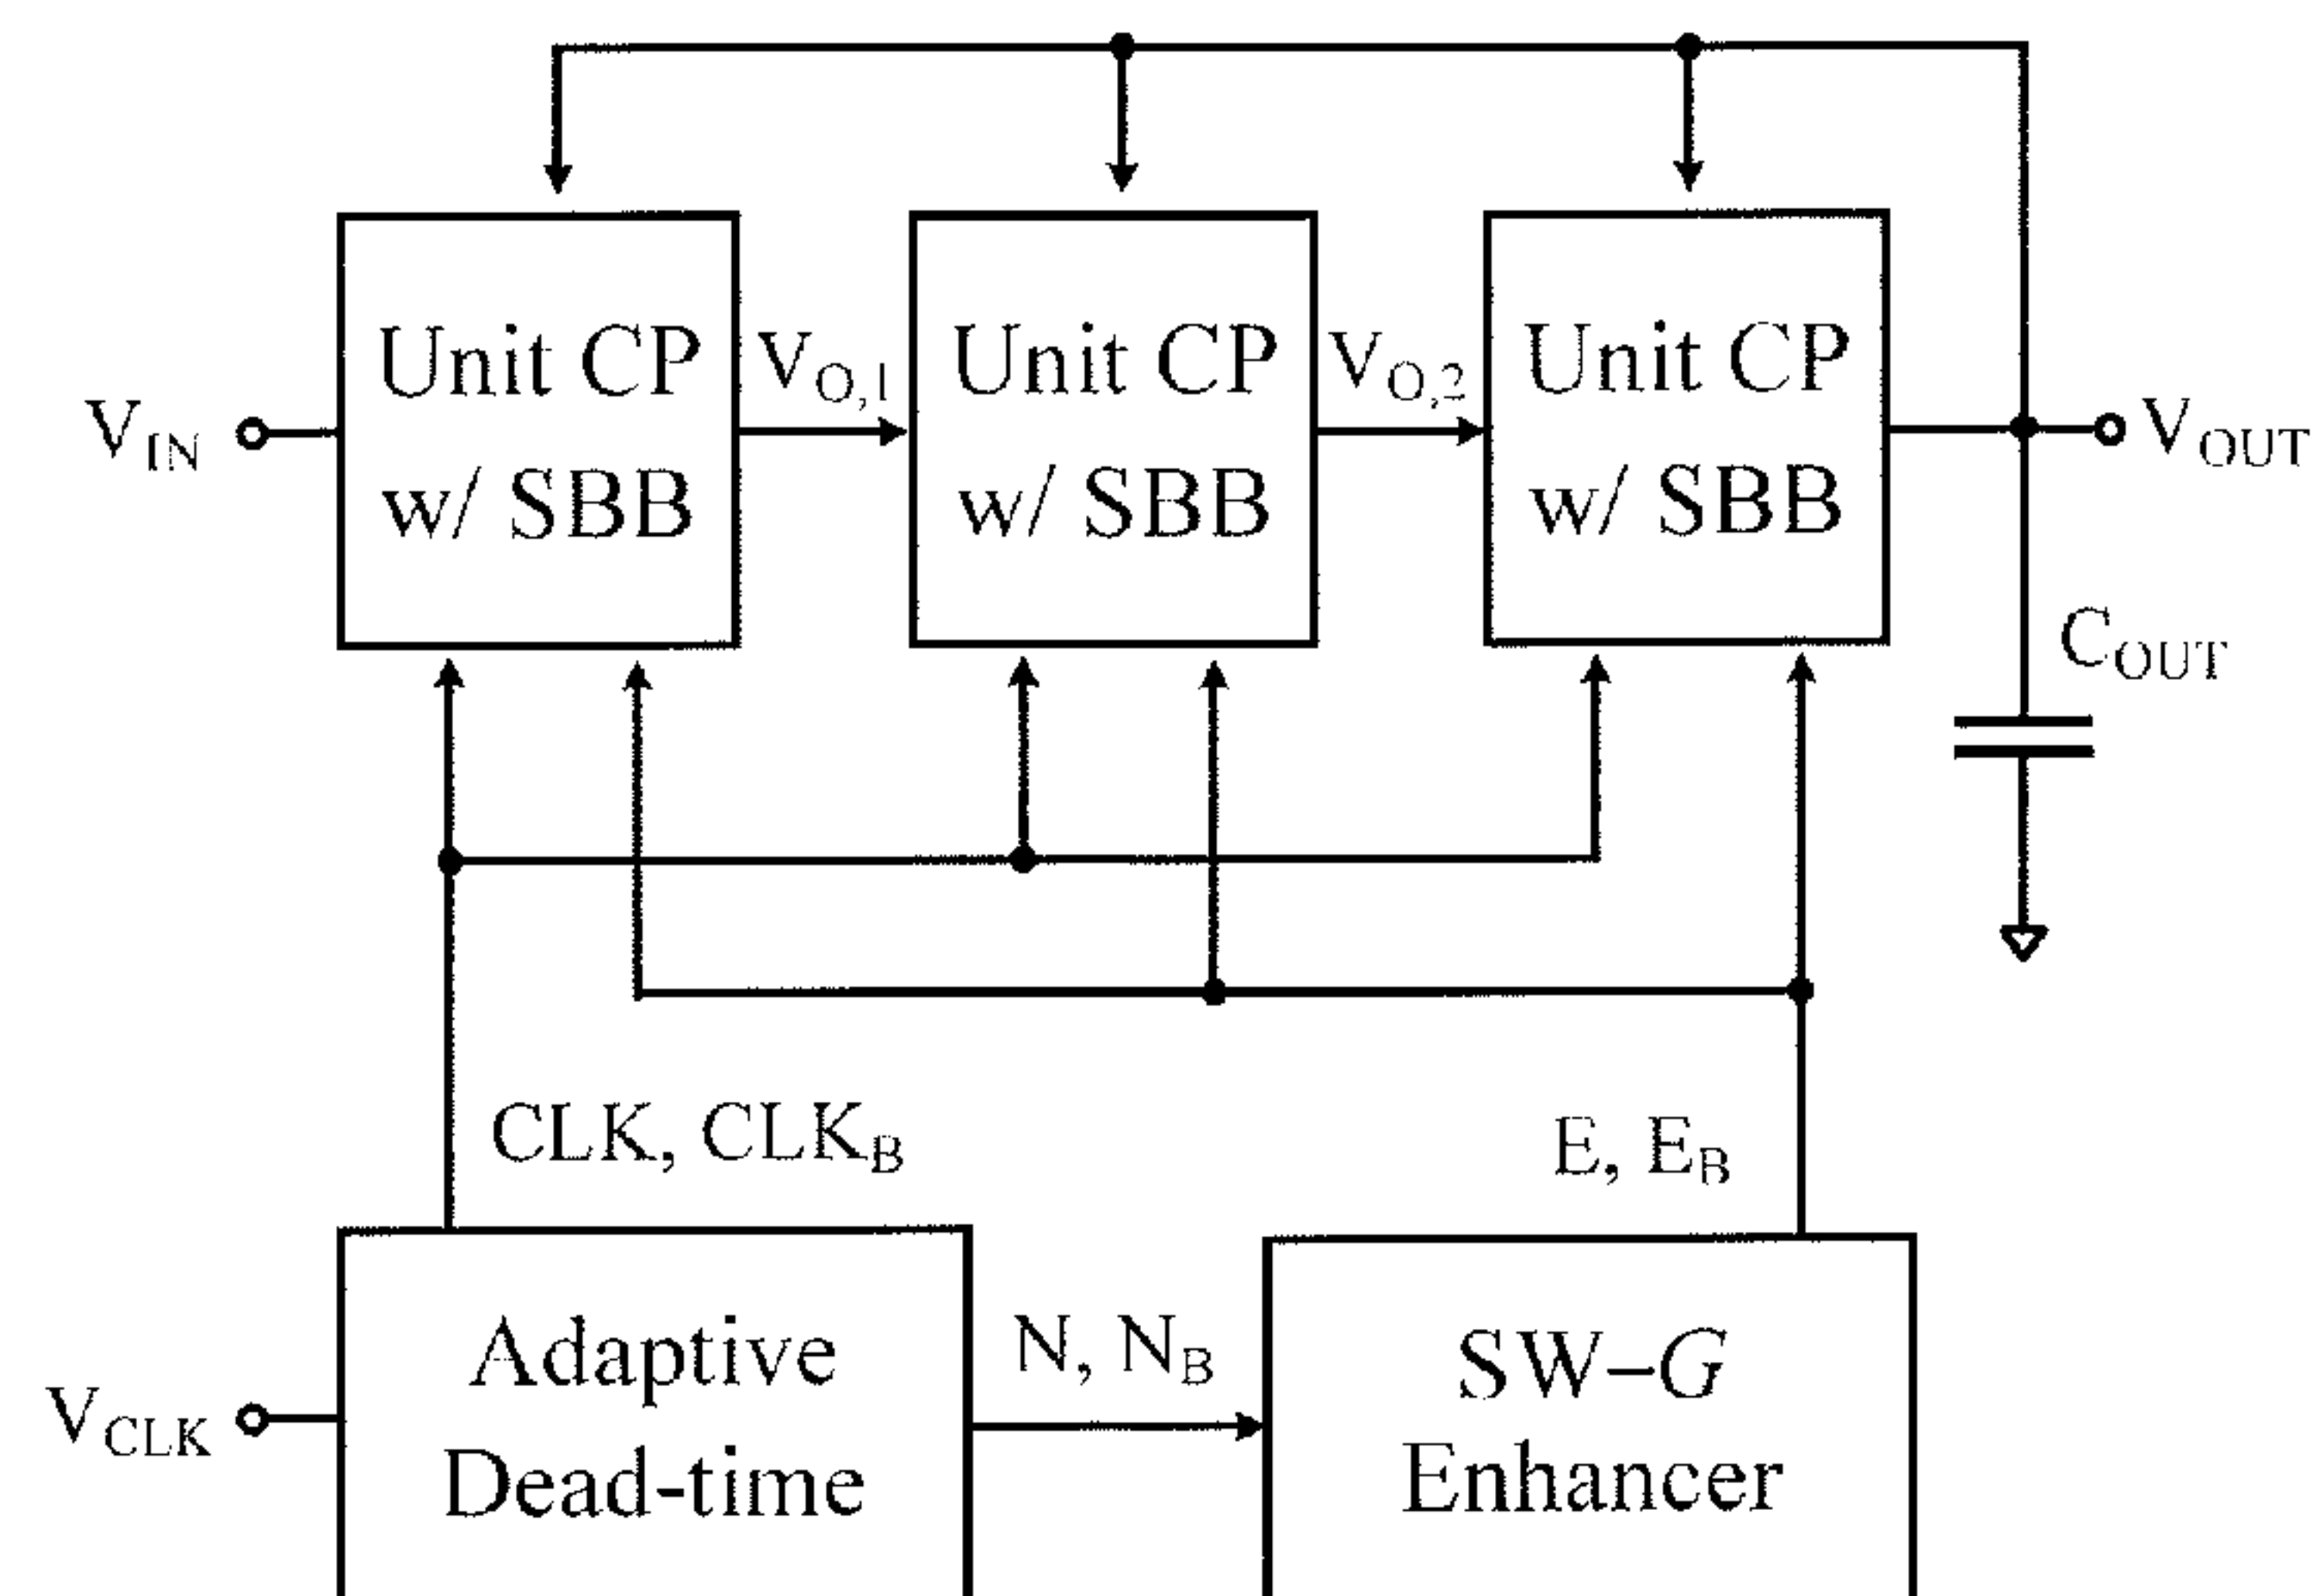 Unit CP
w/ SBB
V_O,1
Unit CP
w/ SBB
V_O,2
Unit CP
w/ SBB
V_IN
V_OUT
C_OUT
CLK, CLK_B
E, E_B
Adaptive
Dead-time
N, N_B
SW–G
Enhancer
V_CLK